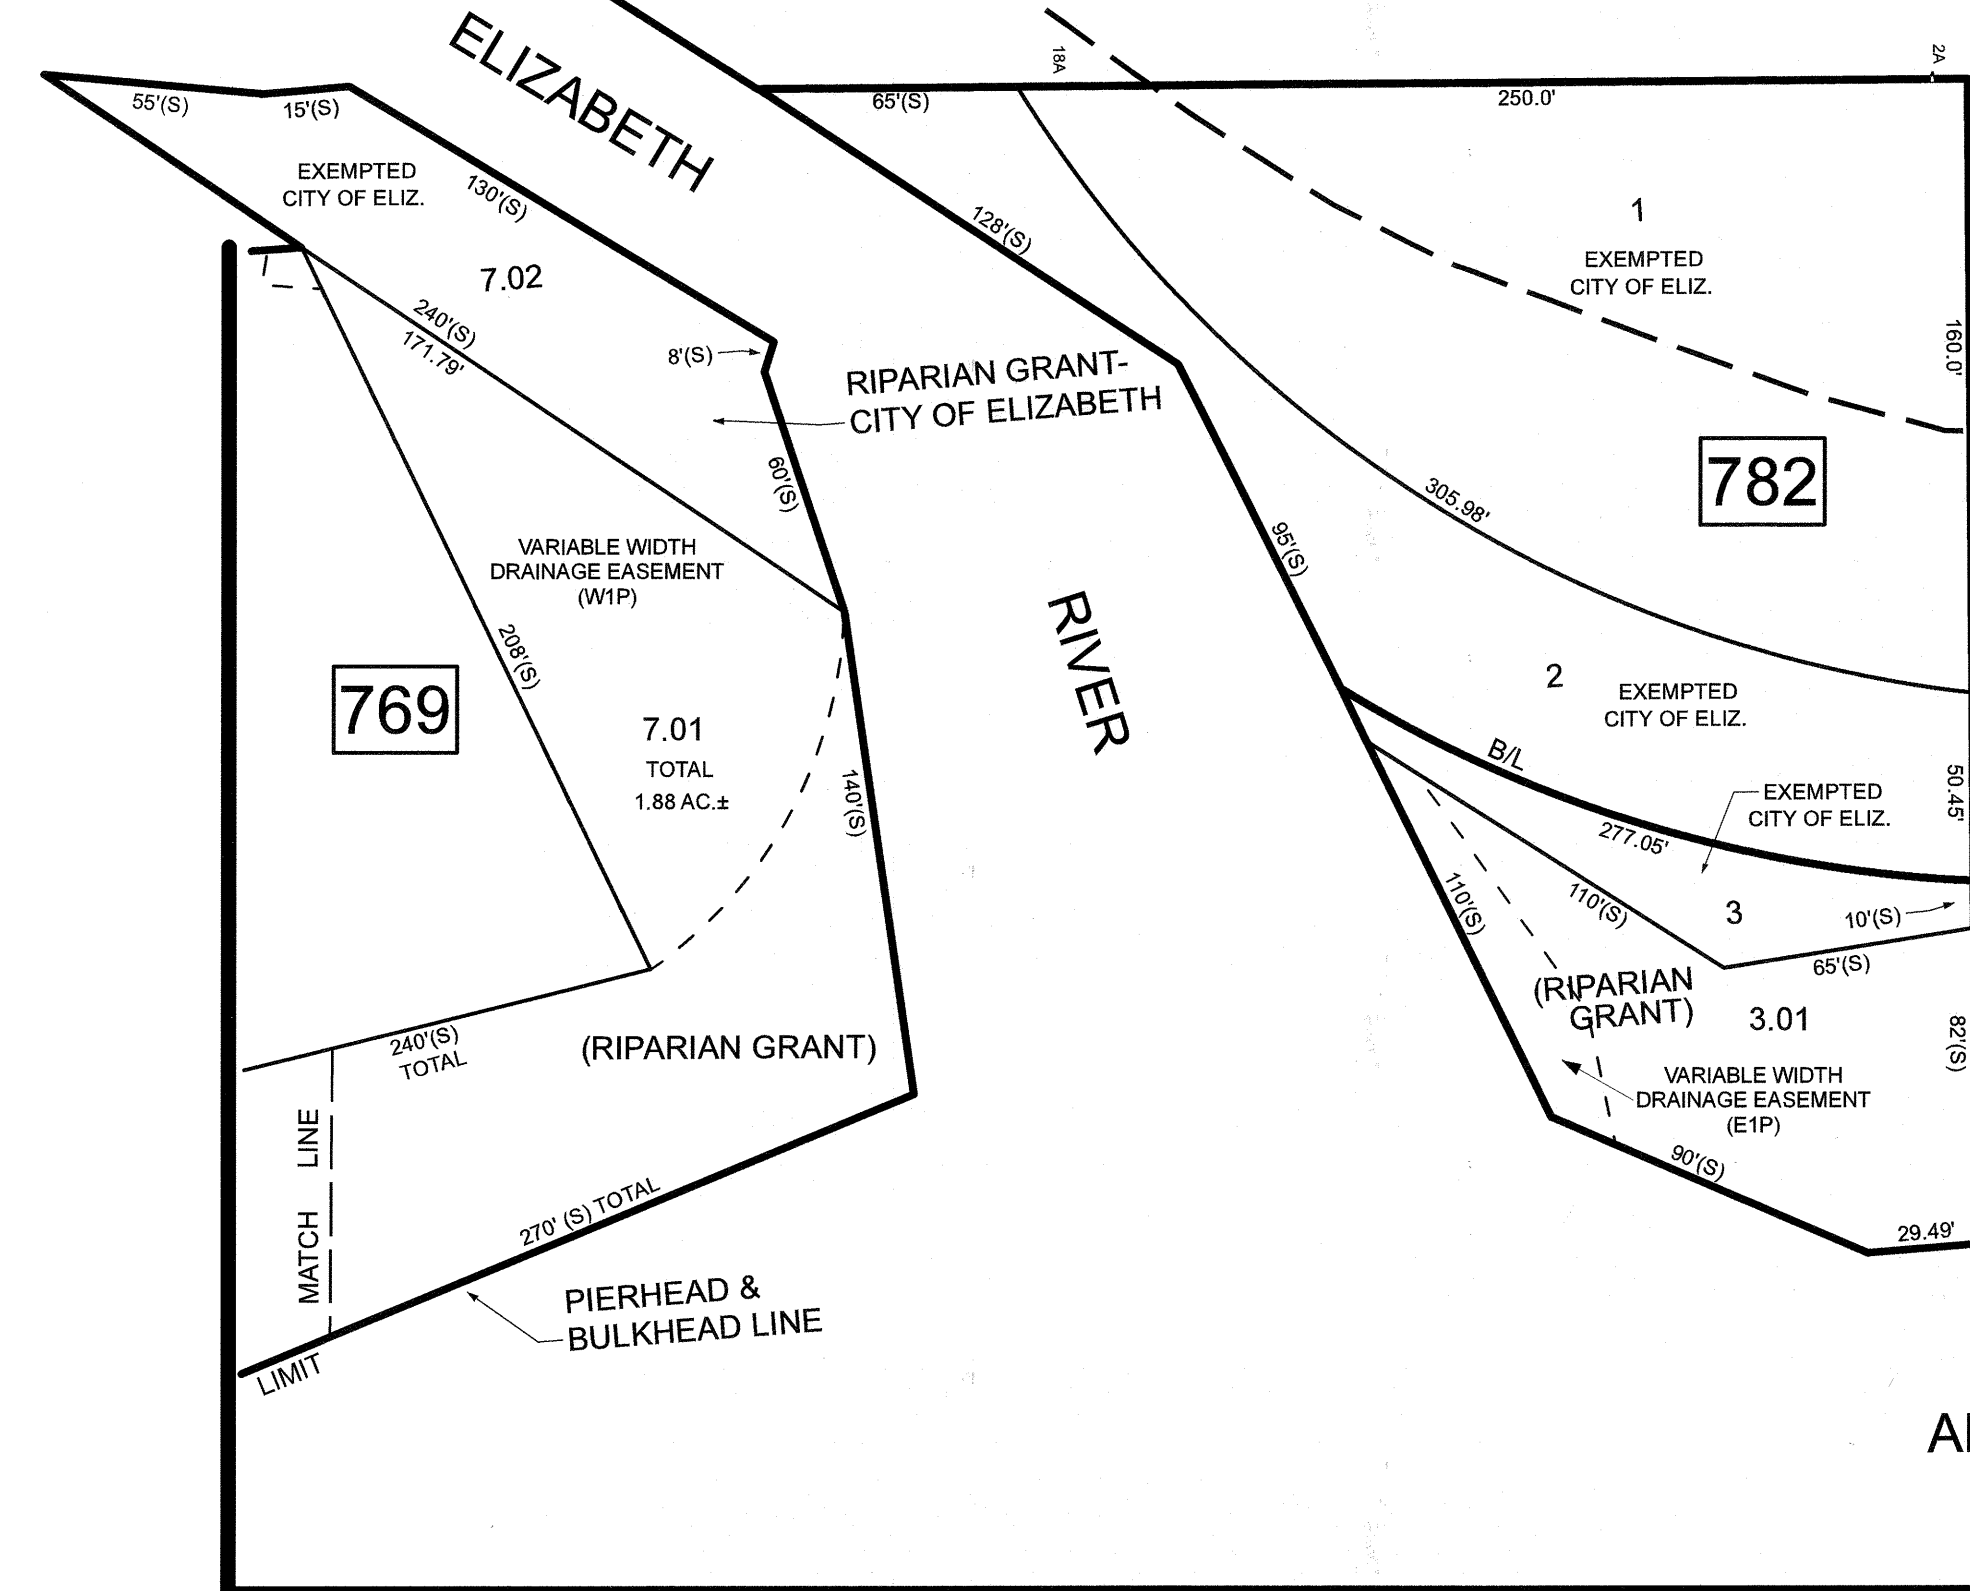 ELIZABETH
18A
2A
55'(S)
15'(S)
65'(S)
250.0'
EXEMPTED
CITY OF ELIZ.
130'(S)
128'(S)
1
EXEMPTED
CITY OF ELIZ.
7.02
240'(S)
171.79'
8'(S)
RIPARIAN GRANT-
CITY OF ELIZABETH
160.0'
60'(S)
782
305.98'
95'(S)
VARIABLE WIDTH
DRAINAGE EASEMENT
(W1P)
RIVER
208'(S)
769
7.01
TOTAL
1.88 AC.±
140'(S)
2
EXEMPTED
CITY OF ELIZ.
B/L
50.45'
EXEMPTED
CITY OF ELIZ.
277.05'
110'(S)
110'(S)
3
10'(S)
65'(S)
(RIPARIAN
GRANT)
3.01
82'(S)
240'(S)
TOTAL
(RIPARIAN GRANT)
VARIABLE WIDTH
DRAINAGE EASEMENT
(E1P)
MATCH LINE
90'(S)
270' (S) TOTAL
29.49'
PIERHEAD &
BULKHEAD LINE
LIMIT